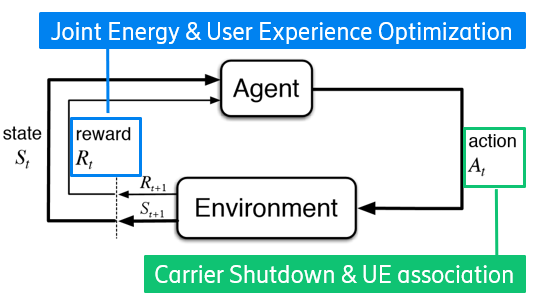 Joint Energy & User Experience Optimization
Agent
state
Sₜ
reward
Rₜ
action
Aₜ
Rₜ₊₁
Sₜ₊₁
Environment
Carrier Shutdown & UE association